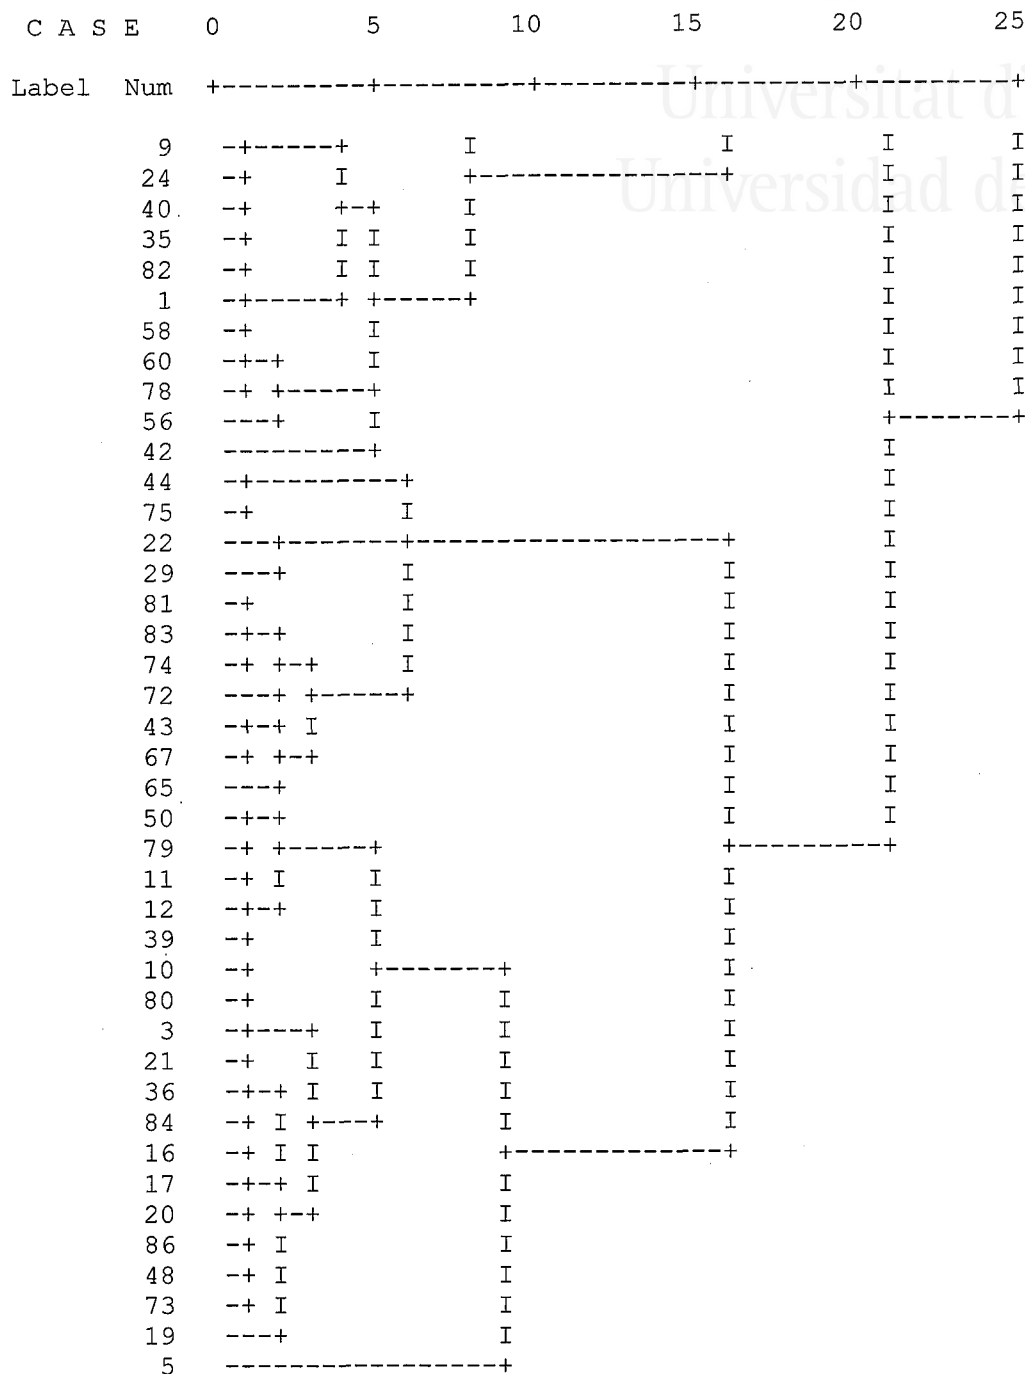 C A S E    0         5        10        15        20        25
Label  Num  +---------+---------+---------+---------+---------+
Universitat d'
9   -+-----+       I               I         I       I
Universidad de
24   -+     I       +---------------+         I       I
40   -+     +-+     I                         I       I
35   -+     I I     I                         I       I
82   -+     I I     I                         I       I
1   -+-----+ +-----+                         I       I
58   -+       I                               I       I
60   -+-+     I                               I       I
78   -+ +-----+                               I       I
56   ---+     I                               +-------+
42   ---------+                               I
44   -+---------+                             I
75   -+         I                             I
22   ---+-------+-------------------+         I
29   ---+       I                   I         I
81   -+         I                   I         I
83   -+-+       I                   I         I
74   -+ +-+     I                   I         I
72   ---+ +-----+                   I         I
43   -+-+ I                         I         I
67   -+ +-+                         I         I
65   ---+                           I         I
50   -+-+                           I         I
79   -+ +-----+                     +---------+
11   -+ I     I                     I
12   -+-+     I                     I
39   -+       I                     I
10   -+       +-------+             I
80   -+       I       I             I
3   -+---+   I       I             I
21   -+   I   I       I             I
36   -+-+ I   I       I             I
84   -+ I +---+       I             I
16   -+ I I           +-------------+
17   -+-+ I           I
20   -+ +-+           I
86   -+ I             I
48   -+ I             I
73   -+ I             I
19   ---+             I
5   -----------------+